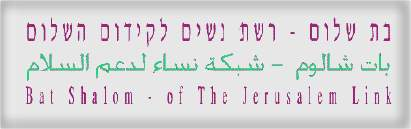 בת שלום - רשת נשים לקידום השלום
بات شالوم - شبكة نساء لدعم السلام
Bat Shalom - of The Jerusalem Link